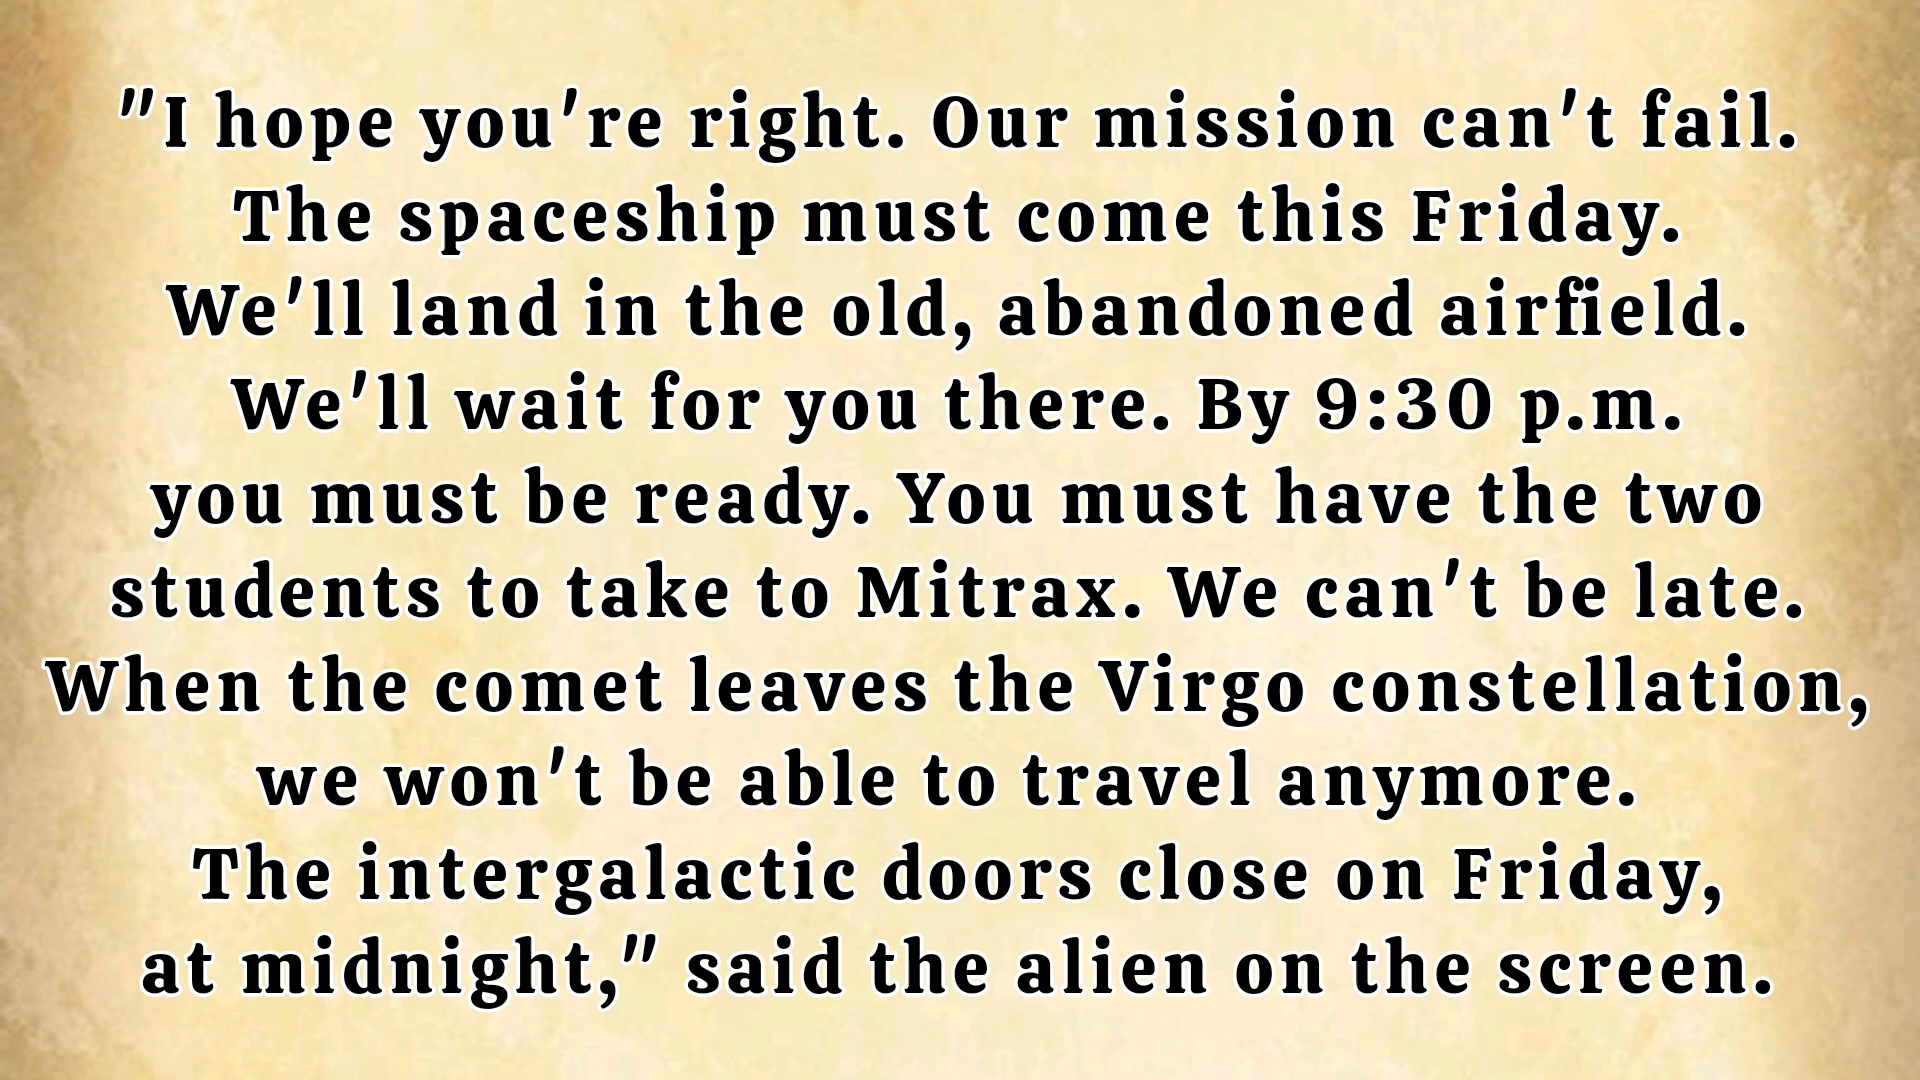 "I hope you're right. Our mission can't fail.
The spaceship must come this Friday.
We'll land in the old, abandoned airfield.
We'll wait for you there. By 9:30 p.m.
you must be ready. You must have the two
students to take to Mitrax. We can't be late.
When the comet leaves the Virgo constellation,
we won't be able to travel anymore.
The intergalactic doors close on Friday,
at midnight," said the alien on the screen.